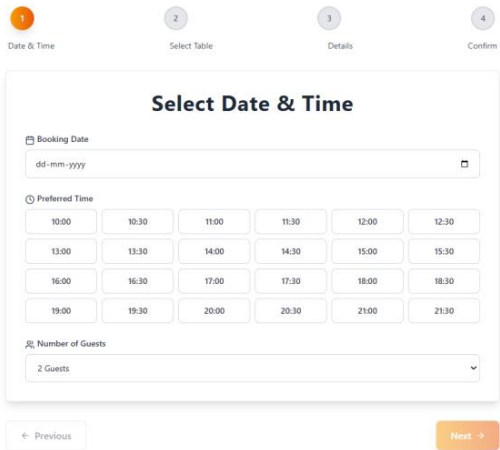 1 2 3 4
Date & Time Select Table Details Confirm
Select Date & Time
Booking Date
dd-mm-yyyy
Preferred Time
10:00 10:30 11:00 11:30 12:00 12:30
13:00 13:30 14:00 14:30 15:00 15:30
16:00 16:30 17:00 17:30 18:00 18:30
19:00 19:30 20:00 20:30 21:00 21:30
Number of Guests
2 Guests
← Previous Next →